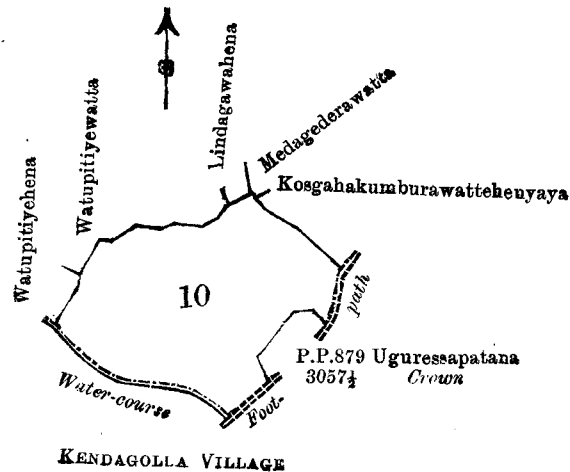 Watupitiyehena
Watupitiyewatta
Lindagawahena
Medagederawatta
Kosgahakumburawattehenyaya
10
path
P.P.879 Uguressapatana
3057½ Crown
Water-course
Foot-
KENDAGOLLA VILLAGE